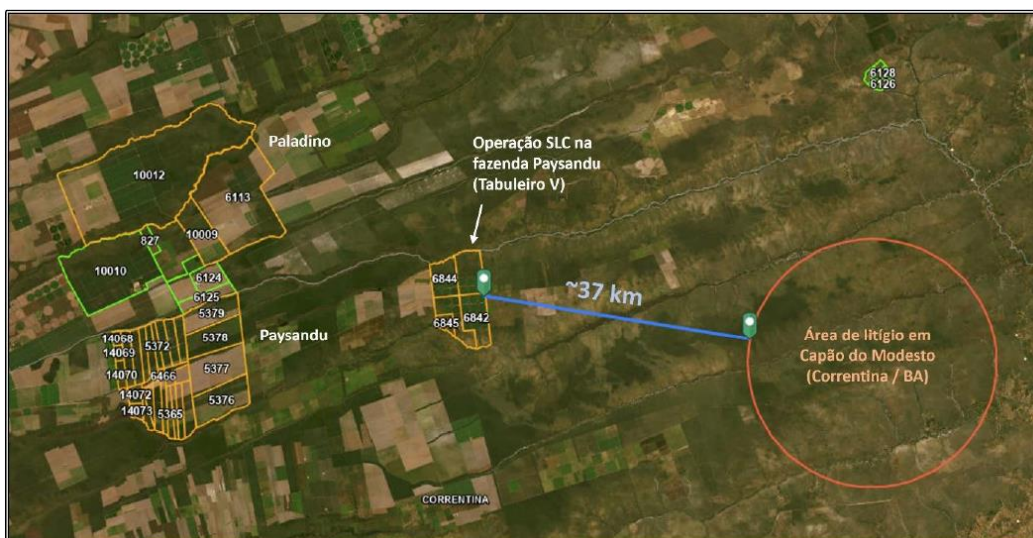 6128
6126
Paladino
Operação SLC na
fazenda Paysandu
(Tabuleiro V)
10012
6113
827
10009
10010
6124
6125
5379
6844
6845
6842
~37 km
Paysandu
14068
14069
5372
5378
14070
6466
5377
14072
14073
5365
5376
Área de litígio em
Capão do Modesto
(Correntina / BA)
CORRENTINA